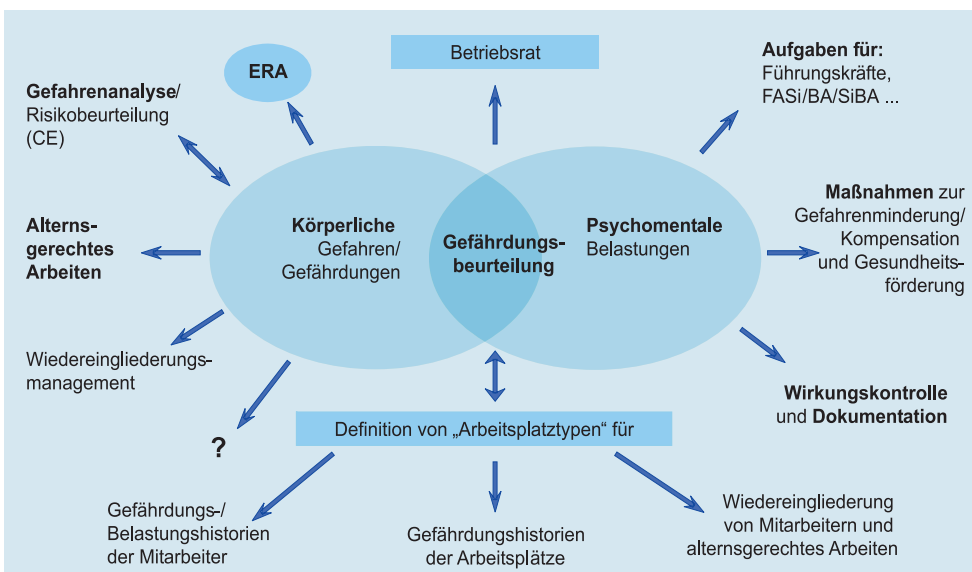 Betriebsrat
ERA
Gefahrenanalyse/
Risikobeurteilung
(CE)
Aufgaben für:
Führungskräfte,
FASi/BA/SiBA ...
Alterns-
gerechtes
Arbeiten
Körperliche
Gefahren/
Gefährdungen
Gefährdungs-
beurteilung
Psychomentale
Belastungen
Maßnahmen zur
Gefahrenminderung/
Kompensation
und Gesundheits-
förderung
Wiedereingliederungs-
management
?
Wirkungskontrolle
und Dokumentation
Definition von „Arbeitsplatztypen“ für
Gefährdungs-/
Belastungshistorien
der Mitarbeiter
Gefährdungshistorien
der Arbeitsplätze
Wiedereingliederung
von Mitarbeitern und
alternsgerechtes Arbeiten